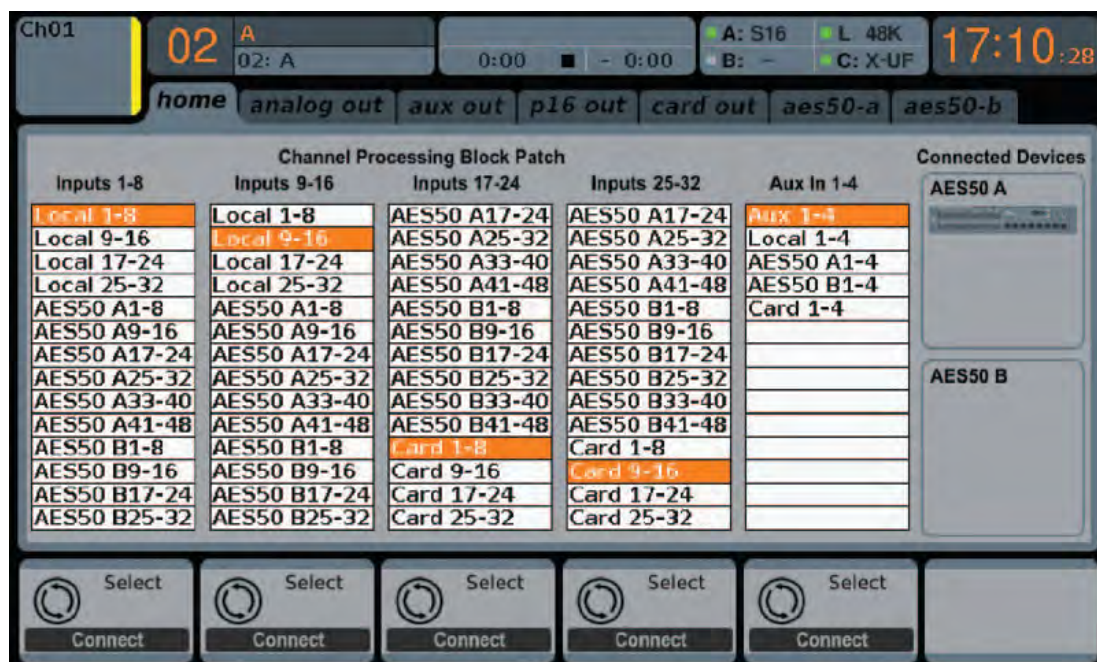 Ch01
02
A
02: A
0:00 - 0:00
A: S16 L 48K
B: - C: X-UF
17:10:28
home analog out aux out p16 out card out aes50-a aes50-b
Channel Processing Block Patch
Connected Devices
Inputs 1-8 Inputs 9-16 Inputs 17-24 Inputs 25-32 Aux In 1-4
AES50 A
Local 1-8 Local 1-8 AES50 A17-24 AES50 A17-24 Aux 1-4
Local 9-16 Local 9-16 AES50 A25-32 AES50 A25-32 Local 1-4
Local 17-24 Local 17-24 AES50 A33-40 AES50 A33-40 AES50 A1-4
Local 25-32 Local 25-32 AES50 A41-48 AES50 A41-48 AES50 B1-4
AES50 A1-8 AES50 A1-8 AES50 B1-8 AES50 B1-8 Card 1-4
AES50 A9-16 AES50 A9-16 AES50 B9-16 AES50 B9-16
AES50 A17-24 AES50 A17-24 AES50 B17-24 AES50 B17-24
AES50 A25-32 AES50 A25-32 AES50 B25-32 AES50 B25-32
AES50 B
AES50 A33-40 AES50 A33-40 AES50 B33-40 AES50 B33-40
AES50 A41-48 AES50 A41-48 AES50 B41-48 AES50 B41-48
AES50 B1-8 AES50 B1-8 Card 1-8 Card 1-8
AES50 B9-16 AES50 B9-16 Card 9-16 Card 9-16
AES50 B17-24 AES50 B17-24 Card 17-24 Card 17-24
AES50 B25-32 AES50 B25-32 Card 25-32 Card 25-32
Select Select Select Select Select
Connect Connect Connect Connect Connect